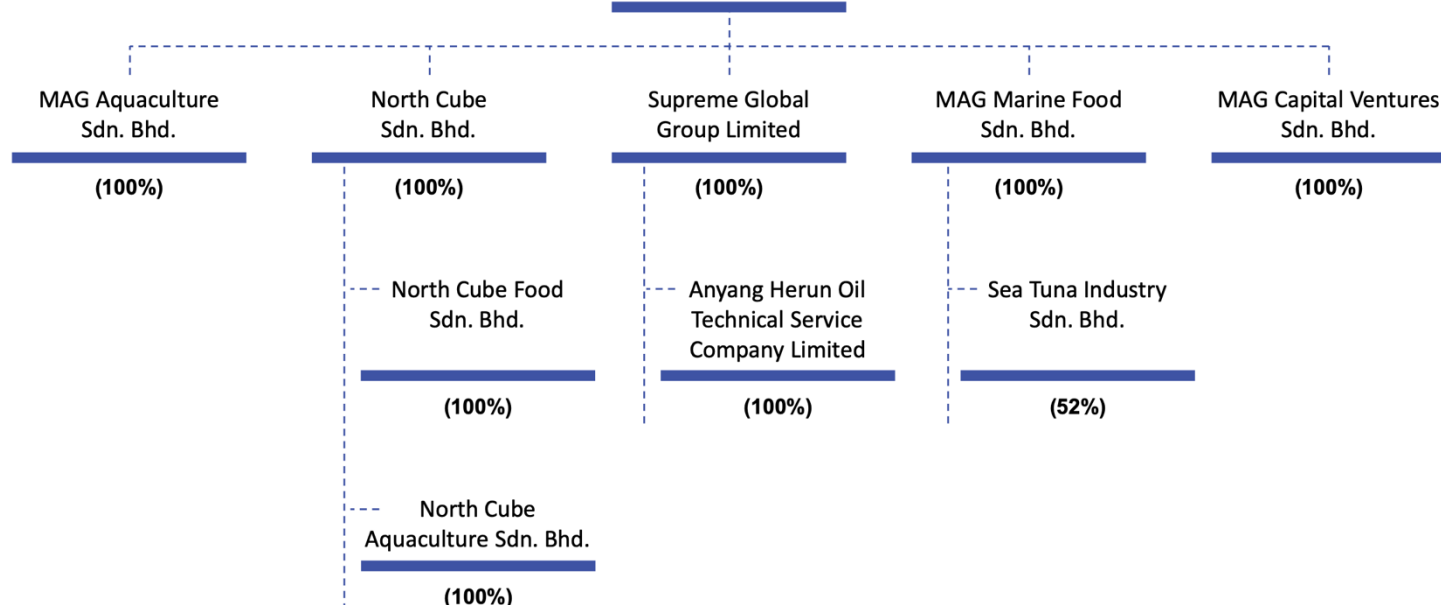 MAG Aquaculture
Sdn. Bhd.
(100%)
North Cube
Sdn. Bhd.
(100%)
Supreme Global
Group Limited
(100%)
MAG Marine Food
Sdn. Bhd.
(100%)
MAG Capital Ventures
Sdn. Bhd.
(100%)
North Cube Food
Sdn. Bhd.
(100%)
Anyang Herun Oil
Technical Service
Company Limited
(100%)
Sea Tuna Industry
Sdn. Bhd.
(52%)
North Cube
Aquaculture Sdn. Bhd.
(100%)